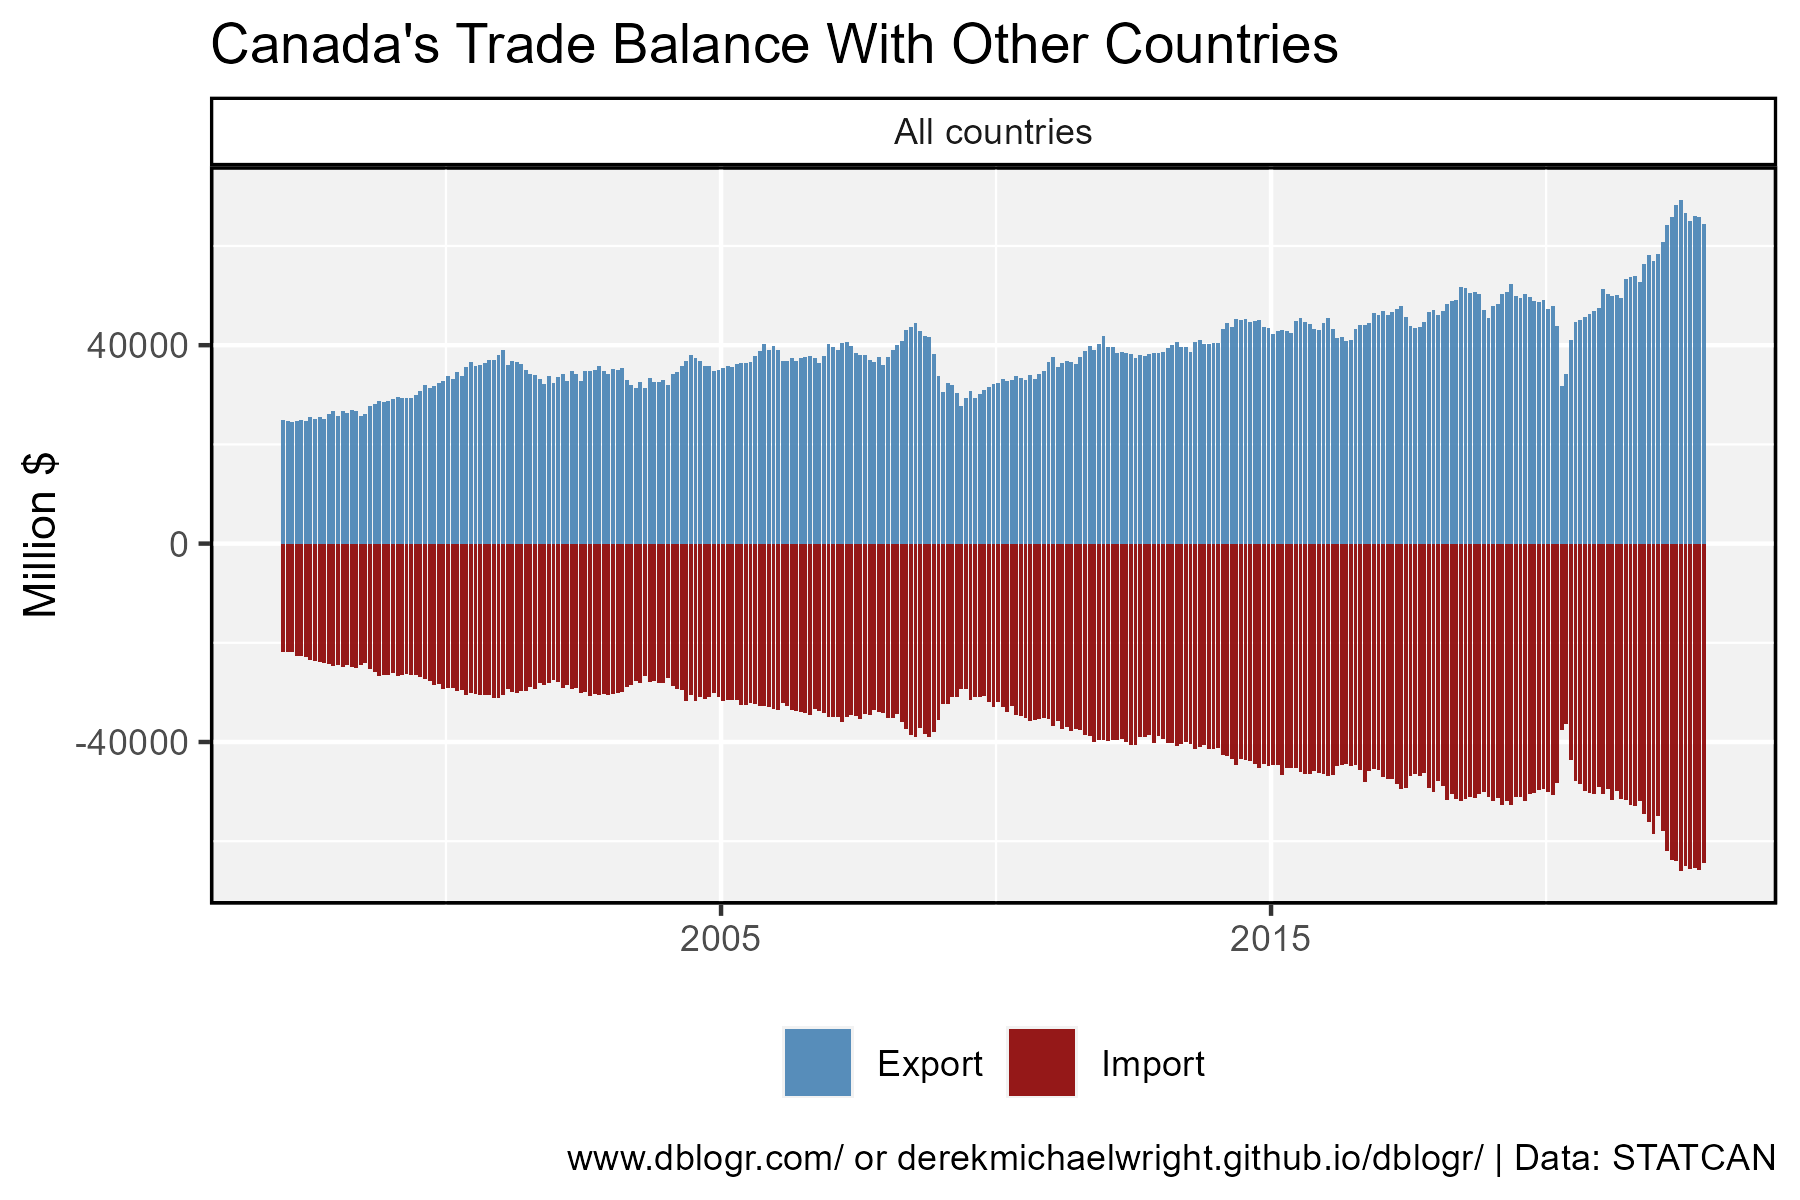 Canada's Trade Balance With Other Countries
All countries
Million $
40000
0
-40000
2005
2015
Export
Import
www.dblogr.com/ or derekmichaelwright.github.io/dblogr/ | Data: STATCAN